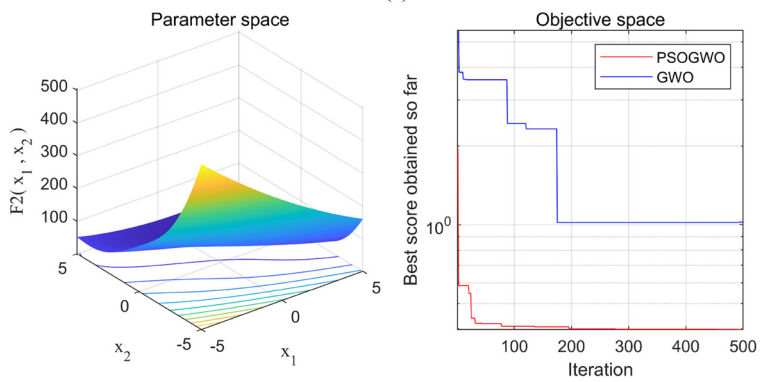 Parameter space
500
400
300
200
100
F2( x1 , x2 )
5
0
-5
x2
-5
0
5
x1
Objective space
PSOGWO
GWO
Best score obtained so far
10^0
100
200
300
400
500
Iteration